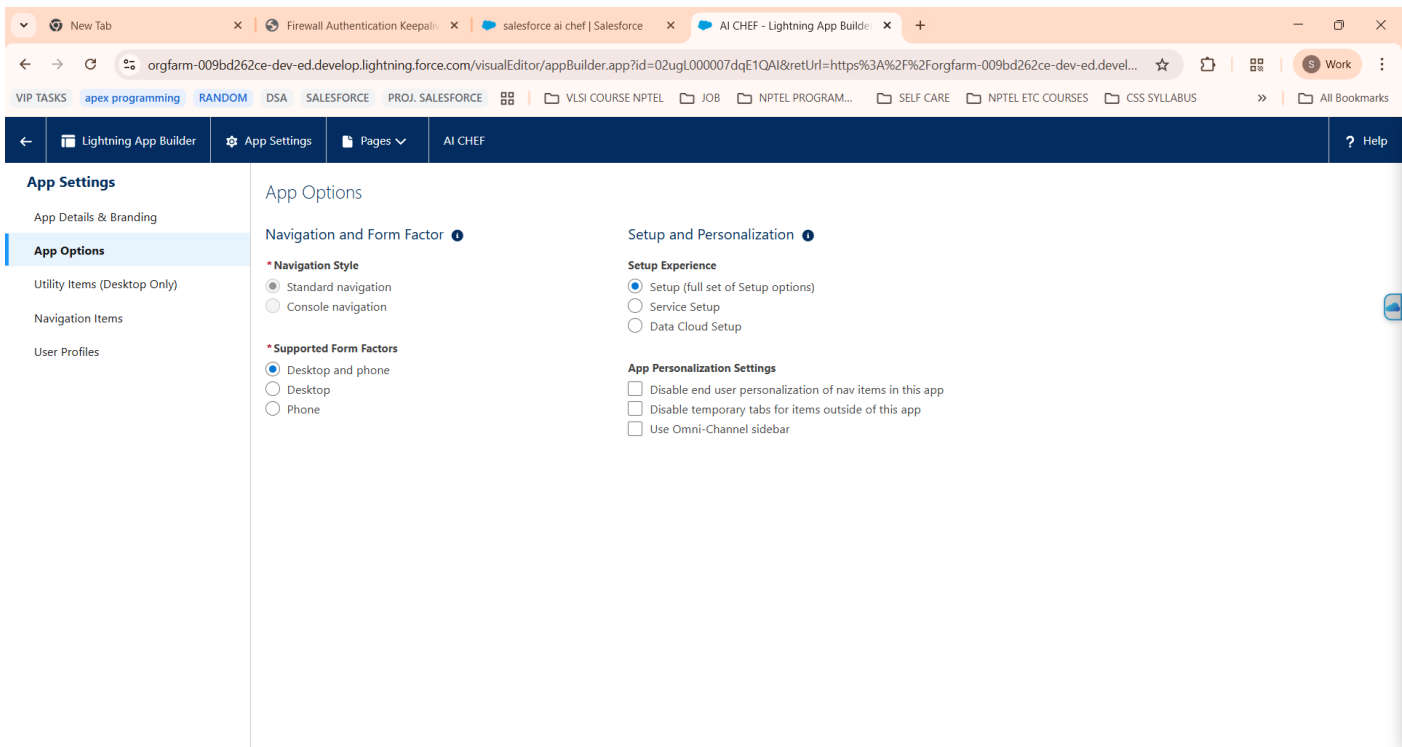 New Tab
Firewall Authentication Keepaliv
salesforce ai chef | Salesforce
AI CHEF - Lightning App Builde
orgfarm-009bd262ce-dev-ed.develop.lightning.force.com/visualEditor/appBuilder.app?id=02ugL000007dqE1QAI&retUrl=https%3A%2F%2Forgfarm-009bd262ce-dev-ed.devel...
S Work
VIP TASKS apex programming RANDOM DSA SALESFORCE PROJ. SALESFORCE VLSI COURSE NPTEL JOB NPTEL PROGRAM... SELF CARE NPTEL ETC COURSES CSS SYLLABUS » All Bookmarks
Lightning App Builder App Settings Pages AI CHEF ? Help
App Settings
App Details & Branding
App Options
Utility Items (Desktop Only)
Navigation Items
User Profiles
App Options
Navigation and Form Factor
*Navigation Style
Standard navigation
Console navigation
*Supported Form Factors
Desktop and phone
Desktop
Phone
Setup and Personalization
Setup Experience
Setup (full set of Setup options)
Service Setup
Data Cloud Setup
App Personalization Settings
Disable end user personalization of nav items in this app
Disable temporary tabs for items outside of this app
Use Omni-Channel sidebar